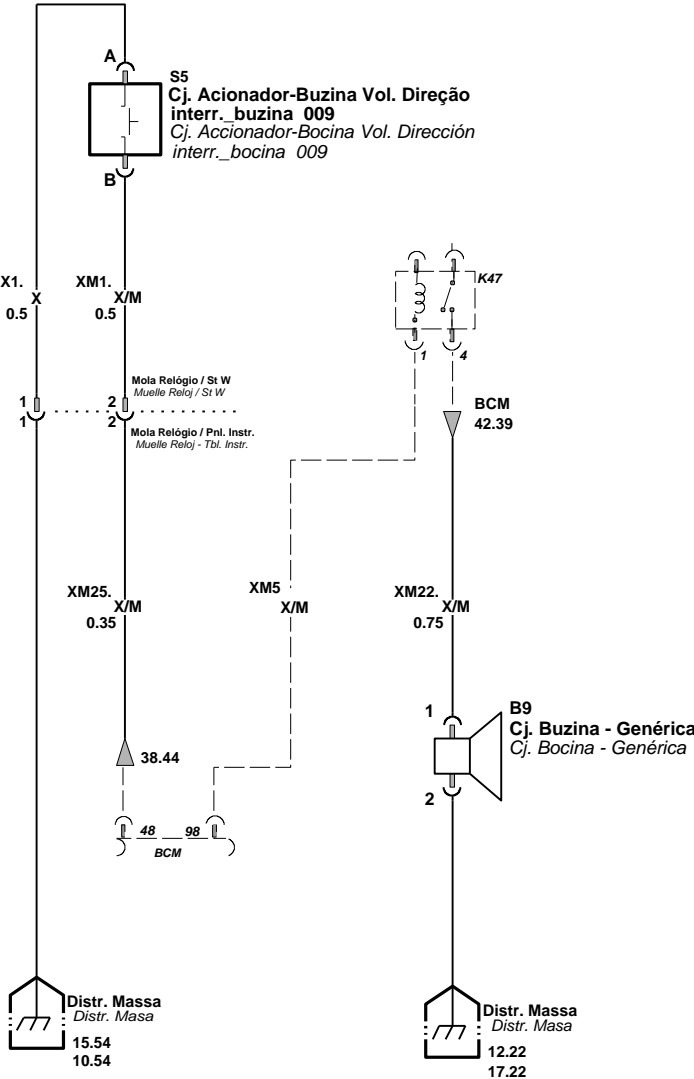 A
S5
Cj. Acionador-Buzina Vol. Direção
interr._buzina 009
Cj. Accionador-Bocina Vol. Dirección
interr._bocina 009
B
K47
1
4
X1.
X
0.5
XM1.
X/M
0.5
Mola Relógio / St W
Muelle Reloj / St W
1
2
1
2
Mola Relógio / Pnl. Instr.
Muelle Reloj - Tbl. Instr.
BCM
42.39
XM25.
X/M
0.35
XM5
X/M
XM22.
X/M
0.75
1
B9
Cj. Buzina - Genérica
Cj. Bocina - Genérica
2
38.44
48
98
BCM
Distr. Massa
Distr. Masa
15.54
10.54
Distr. Massa
Distr. Masa
12.22
17.22